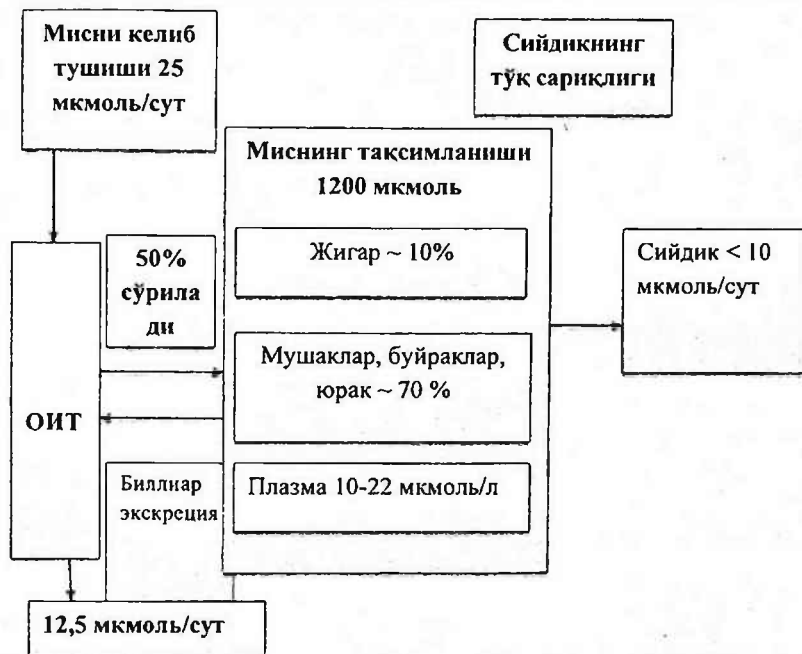 Мисни келиб
тушиши 25
мкмоль/сут
Сийдикнинг
тўқ сариқлиги
Миснинг тақсимланиши
1200 мкмоль
50%
сўрила
ди
Жигар ~ 10%
Сийдик < 10
мкмоль/сут
Мушаклар, буйраклар,
юрак ~ 70 %
ОИТ
Биллиар
экскреция
Плазма 10-22 мкмоль/л
12,5 мкмоль/сут